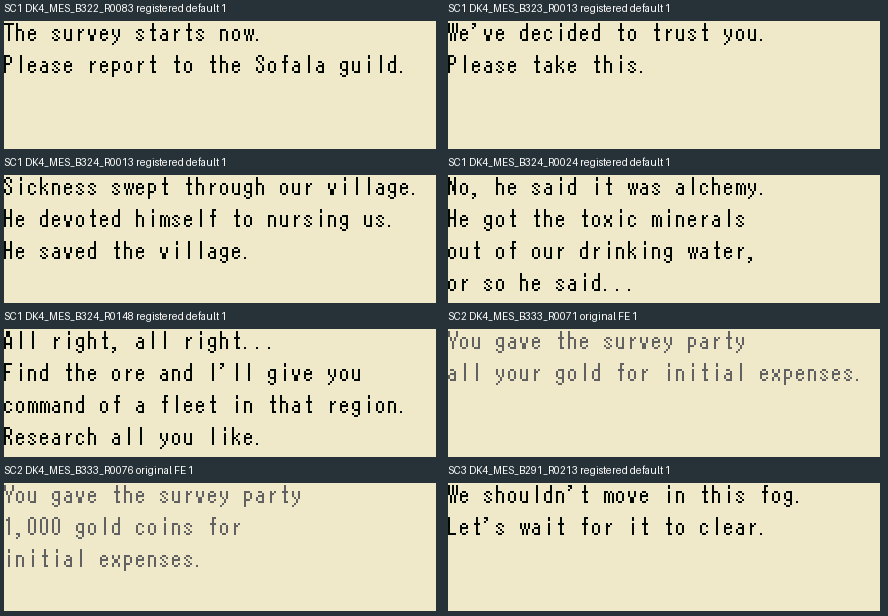 SC1 DK4_MES_B322_R0083 registered default 1
The survey starts now.
Please report to the Sofala guild.
SC1 DK4_MES_B323_R0013 registered default 1
We've decided to trust you.
Please take this.
SC1 DK4_MES_B324_R0013 registered default 1
Sickness swept through our village.
He devoted himself to nursing us.
He saved the village.
SC1 DK4_MES_B324_R0024 registered default 1
No, he said it was alchemy.
He got the toxic minerals
out of our drinking water,
or so he said...
SC1 DK4_MES_B324_R0148 registered default 1
All right, all right...
Find the ore and I'll give you
command of a fleet in that region.
Research all you like.
SC2 DK4_MES_B333_R0071 original FE 1
You gave the survey party
all your gold for initial expenses.
SC2 DK4_MES_B333_R0076 original FE 1
You gave the survey party
1,000 gold coins for
initial expenses.
SC3 DK4_MES_B291_R0213 registered default 1
We shouldn't move in this fog.
Let's wait for it to clear.